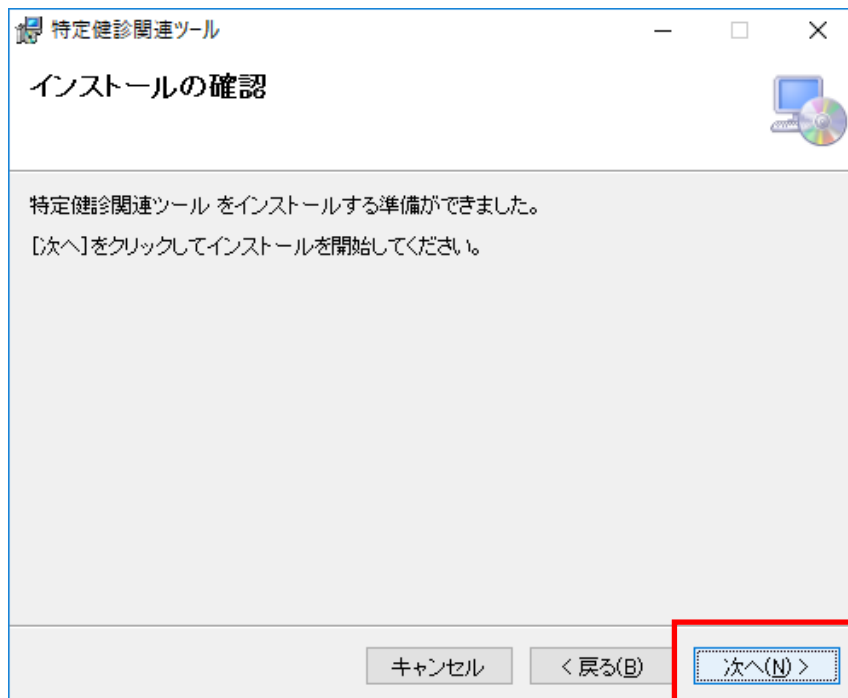 特定健診関連ツール
インストールの確認
特定健診関連ツール をインストールする準備ができました。
[次へ]をクリックしてインストールを開始してください。
キャンセル
< 戻る(B)
次へ(N) >